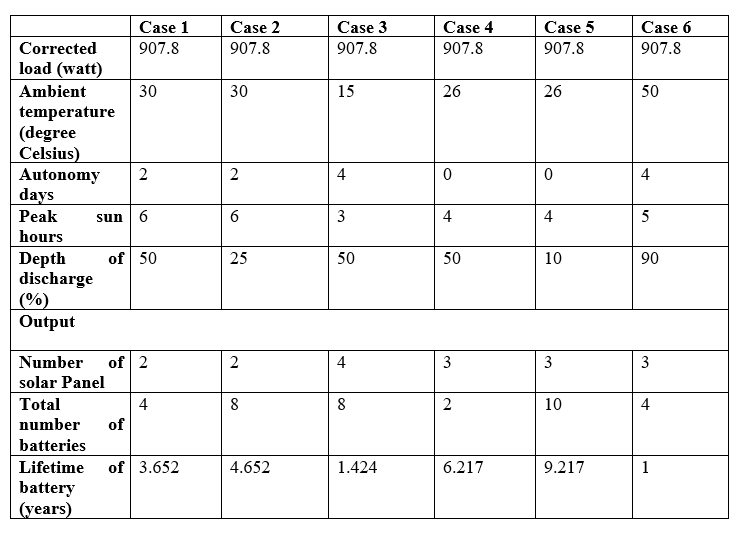 Case 1 Case 2 Case 3 Case 4 Case 5 Case 6
Corrected 907.8 907.8 907.8 907.8 907.8 907.8
load (watt)
Ambient 30 30 15 26 26 50
temperature
(degree
Celsius)
Autonomy 2 2 4 0 0 4
days
Peak sun 6 6 3 4 4 5
hours
Depth of 50 25 50 50 10 90
discharge
(%)
Output
Number of 2 2 4 3 3 3
solar Panel
Total 4 8 8 2 10 4
number of
batteries
Lifetime of 3.652 4.652 1.424 6.217 9.217 1
battery
(years)